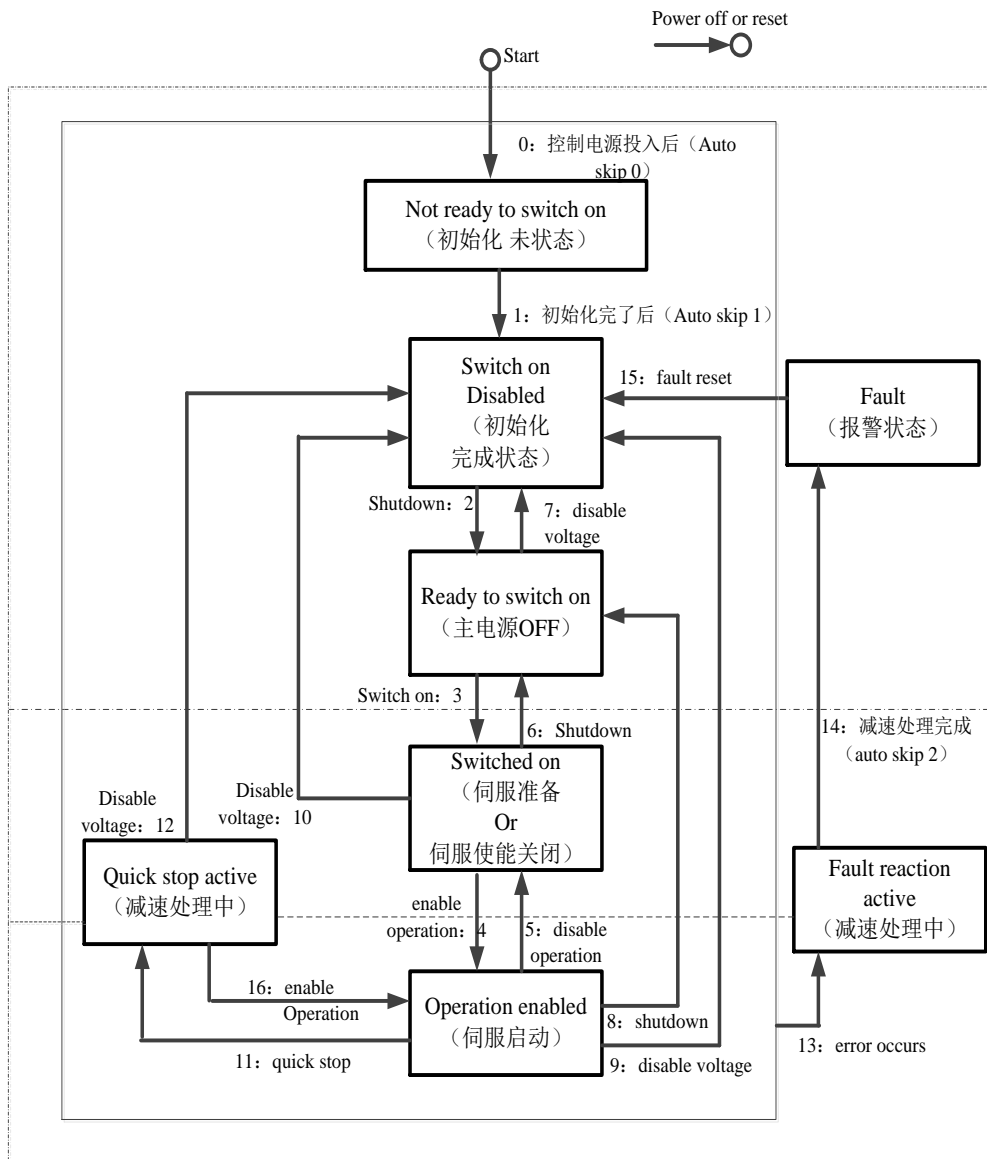 Power off or reset
Start
0：控制电源投入后（Auto
skip 0）
Not ready to switch on
（初始化 未状态）
1：初始化完了后（Auto skip 1）
Switch on
Disabled
（初始化
完成状态）
15：fault reset
Fault
（报警状态）
Shutdown：2
7：disable
voltage
Ready to switch on
（主电源OFF）
Switch on：3
6：Shutdown
14：减速处理完成
（auto skip 2）
Switched on
（伺服准备
Or
伺服使能关闭）
Disable
voltage：12
Disable
voltage：10
Quick stop active
（减速处理中）
Fault reaction
active
（减速处理中）
enable
operation：4
5：disable
operation
16：enable
Operation
Operation enabled
（伺服启动）
8：shutdown
13：error occurs
11：quick stop
9：disable voltage